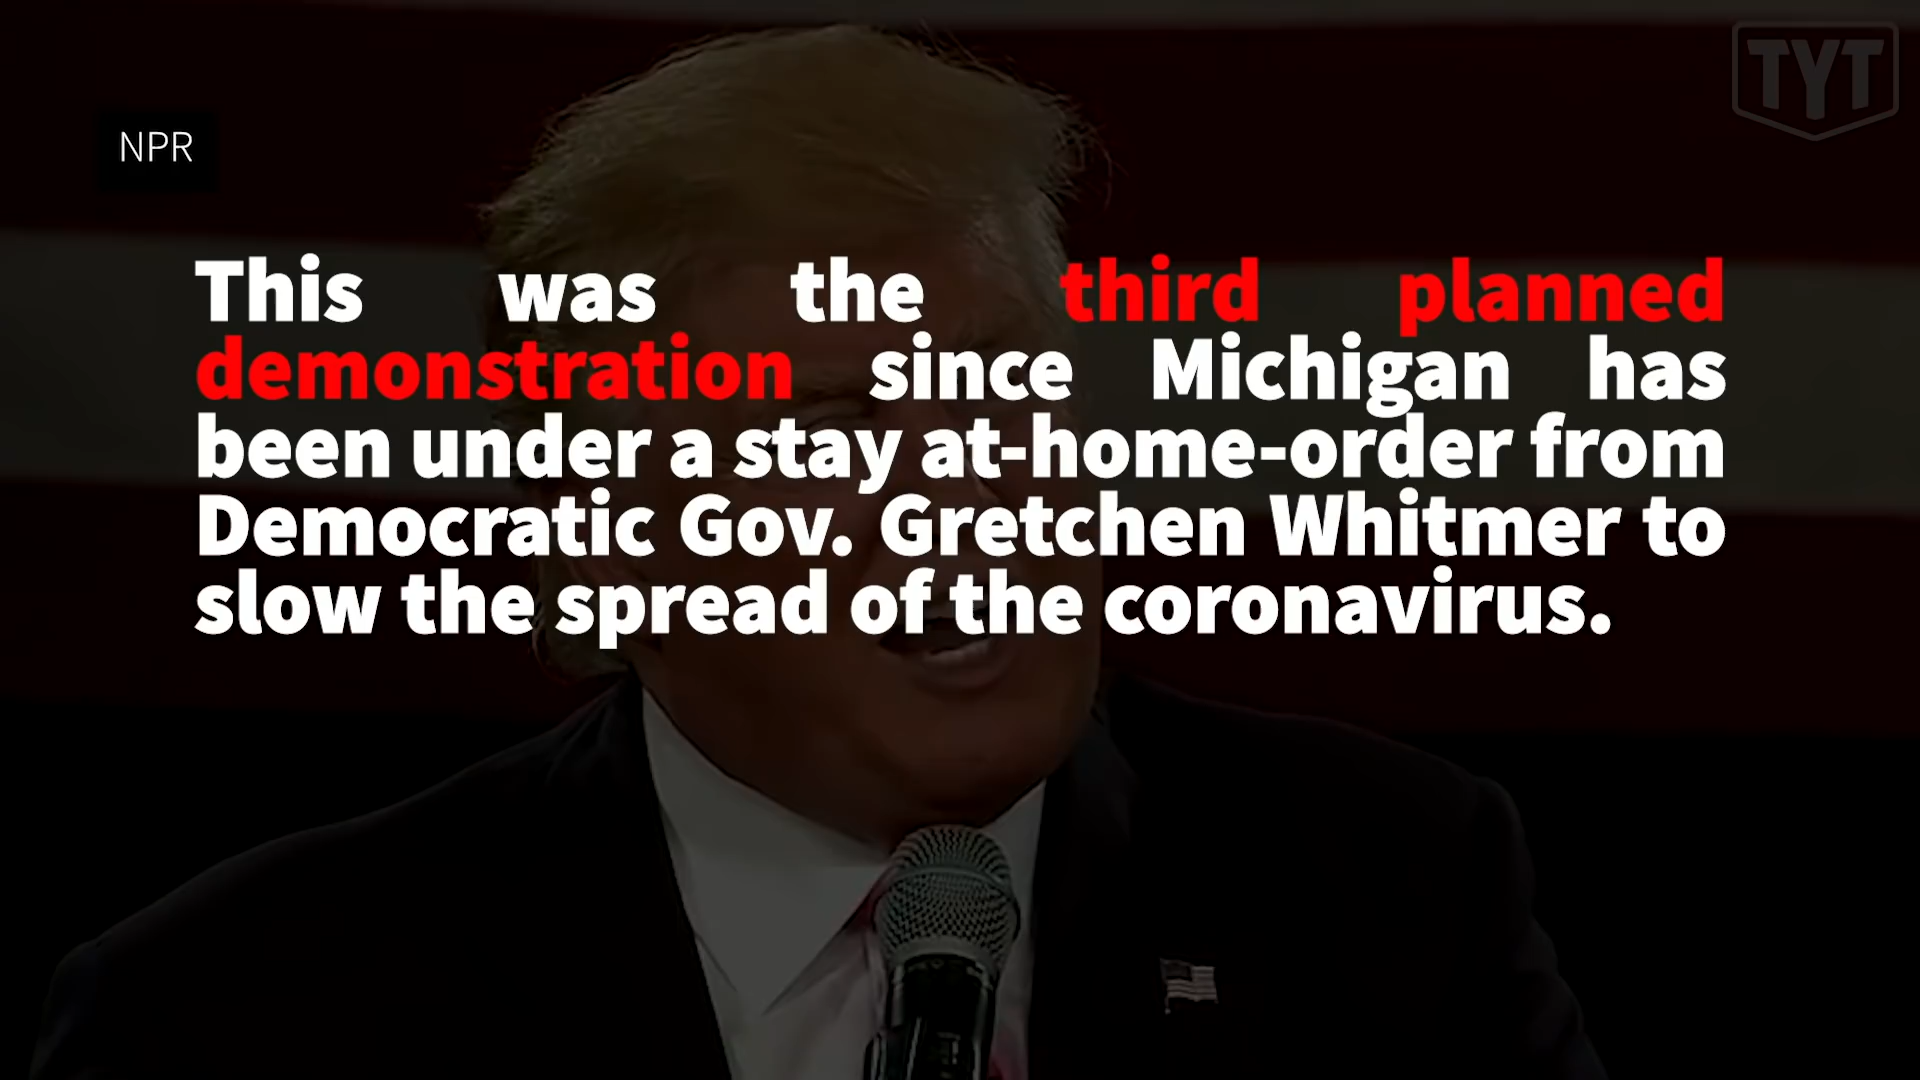 TYT
NPR
This was the third planned
demonstration since Michigan has
been under a stay at-home-order from
Democratic Gov. Gretchen Whitmer to
slow the spread of the coronavirus.